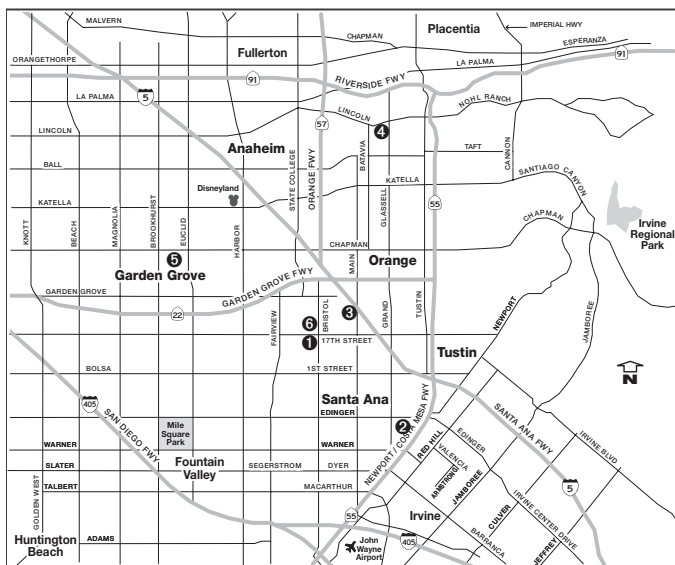 MALVERN
CHAPMAN
Placentia
IMPERIAL HWY
Fullerton
ESPERANZA
ORANGETHORPE
LA PALMA
91
91
RIVERSIDE FWY
LA PALMA
5
NOHL RANCH
LINCOLN
57
LINCOLN
4
Anaheim
BATAVIA
TAFT
CANNON
BALL
STATE COLLEGE
ORANGE FWY
KATELLA
SANTIAGO CANYON
Disneyland
KATELLA
GLASSELL
55
CHAPMAN
KNOTT
BEACH
MAGNOLIA
BROOKHURST
EUCLID
HARBOR
Irvine
Regional
Park
CHAPMAN
MAIN
5
Orange
Garden Grove
GARDEN GROVE FWY
GARDEN GROVE
22
FAIRVIEW
BRISTOL
3
GRAND
TUSTIN
NEWPORT
JAMBOREE
6
1
17TH STREET
Tustin
BOLSA
1ST STREET
N
Santa Ana
405
SAN DIEGO FWY
Mile
Square
Park
EDINGER
2
NEWPORT / COSTA MESA FWY
RED HILL
EDINGER
SANTA ANA FWY
IRVINE BLVD
WARNER
WARNER
VALENCIA
ARMSTRONG
JAMBOREE
SLATER
Fountain
Valley
SEGERSTROM
DYER
5
TALBERT
MACARTHUR
GOLDEN WEST
55
Irvine
CULVER
IRVINE CENTER DRIVE
Huntington
Beach
ADAMS
John
Wayne
Airport
405
BARRANCA
JEFFREY